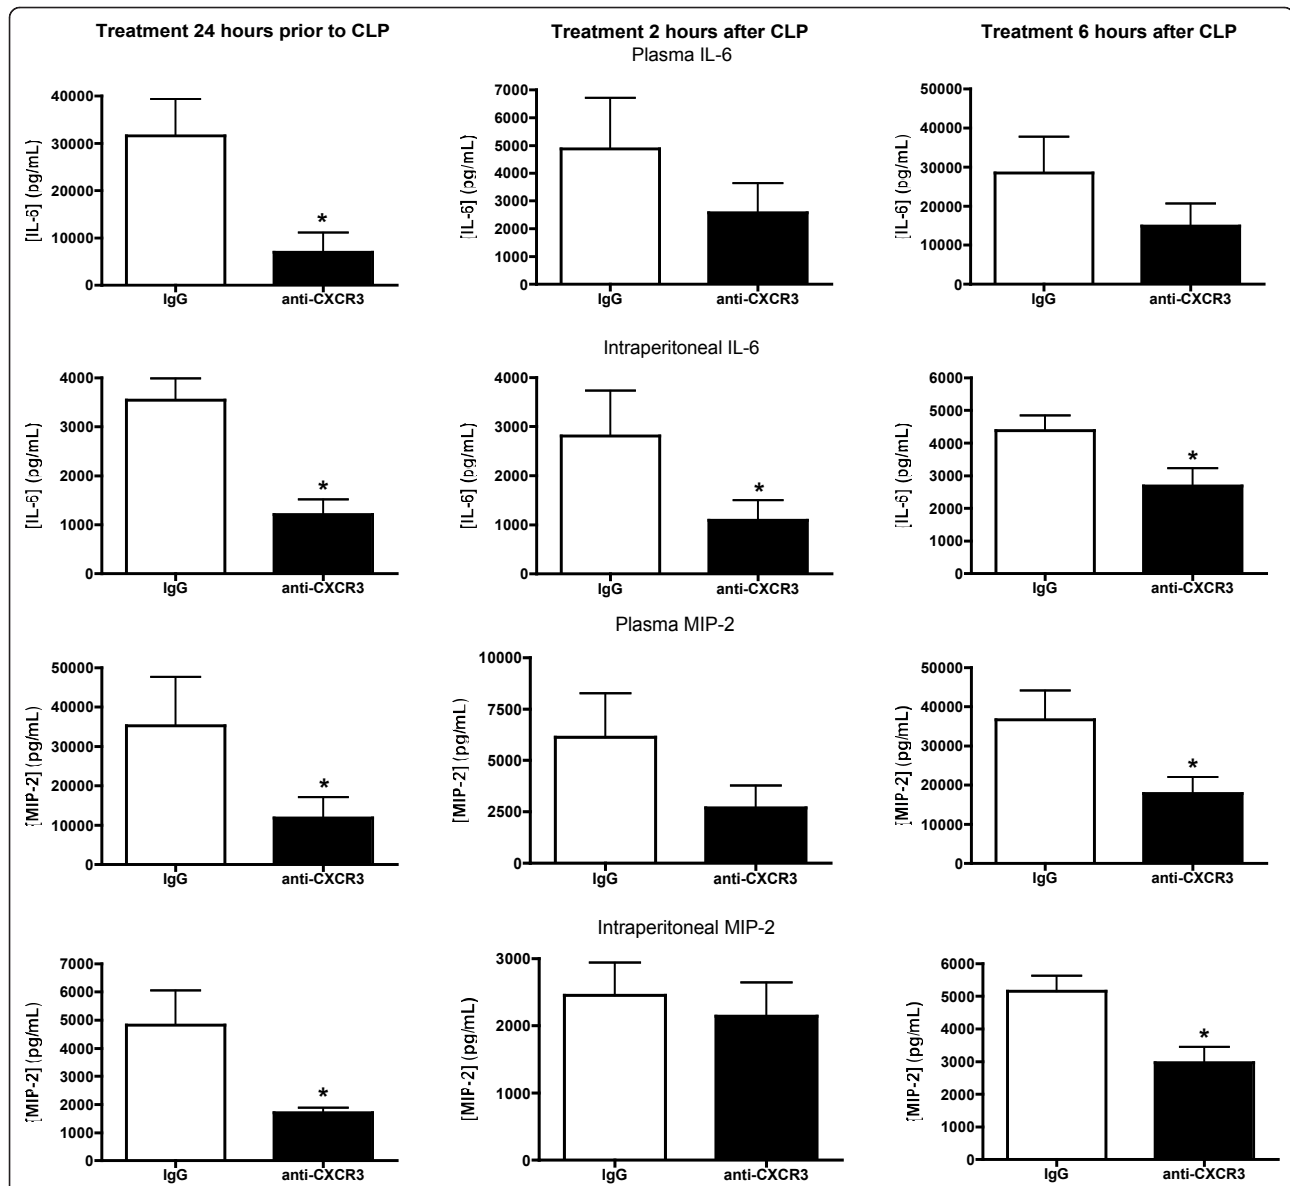 Treatment 24 hours prior to CLP
Treatment 2 hours after CLP
Treatment 6 hours after CLP
Plasma IL-6
[IL-6] (pg/mL)
40000
30000
20000
10000
0
*
IgG
anti-CXCR3
[IL-6] (pg/mL)
7000
6000
5000
4000
3000
2000
1000
0
IgG
anti-CXCR3
[IL-6] (pg/mL)
50000
40000
30000
20000
10000
0
IgG
anti-CXCR3
Intraperitoneal IL-6
[IL-6] (pg/mL)
4000
3000
2000
1000
0
*
IgG
anti-CXCR3
[IL-6] (pg/mL)
4000
3000
2000
1000
0
*
IgG
anti-CXCR3
[IL-6] (pg/mL)
6000
5000
4000
3000
2000
1000
0
*
IgG
anti-CXCR3
Plasma MIP-2
[MIP-2] (pg/mL)
50000
40000
30000
20000
10000
0
*
IgG
anti-CXCR3
[MIP-2] (pg/mL)
10000
7500
5000
2500
0
IgG
anti-CXCR3
[MIP-2] (pg/mL)
50000
40000
30000
20000
10000
0
*
IgG
anti-CXCR3
Intraperitoneal MIP-2
[MIP-2] (pg/mL)
7000
6000
5000
4000
3000
2000
1000
0
*
IgG
anti-CXCR3
[MIP-2] (pg/mL)
3000
2000
1000
0
IgG
anti-CXCR3
[MIP-2] (pg/mL)
6000
5000
4000
3000
2000
1000
0
*
IgG
anti-CXCR3